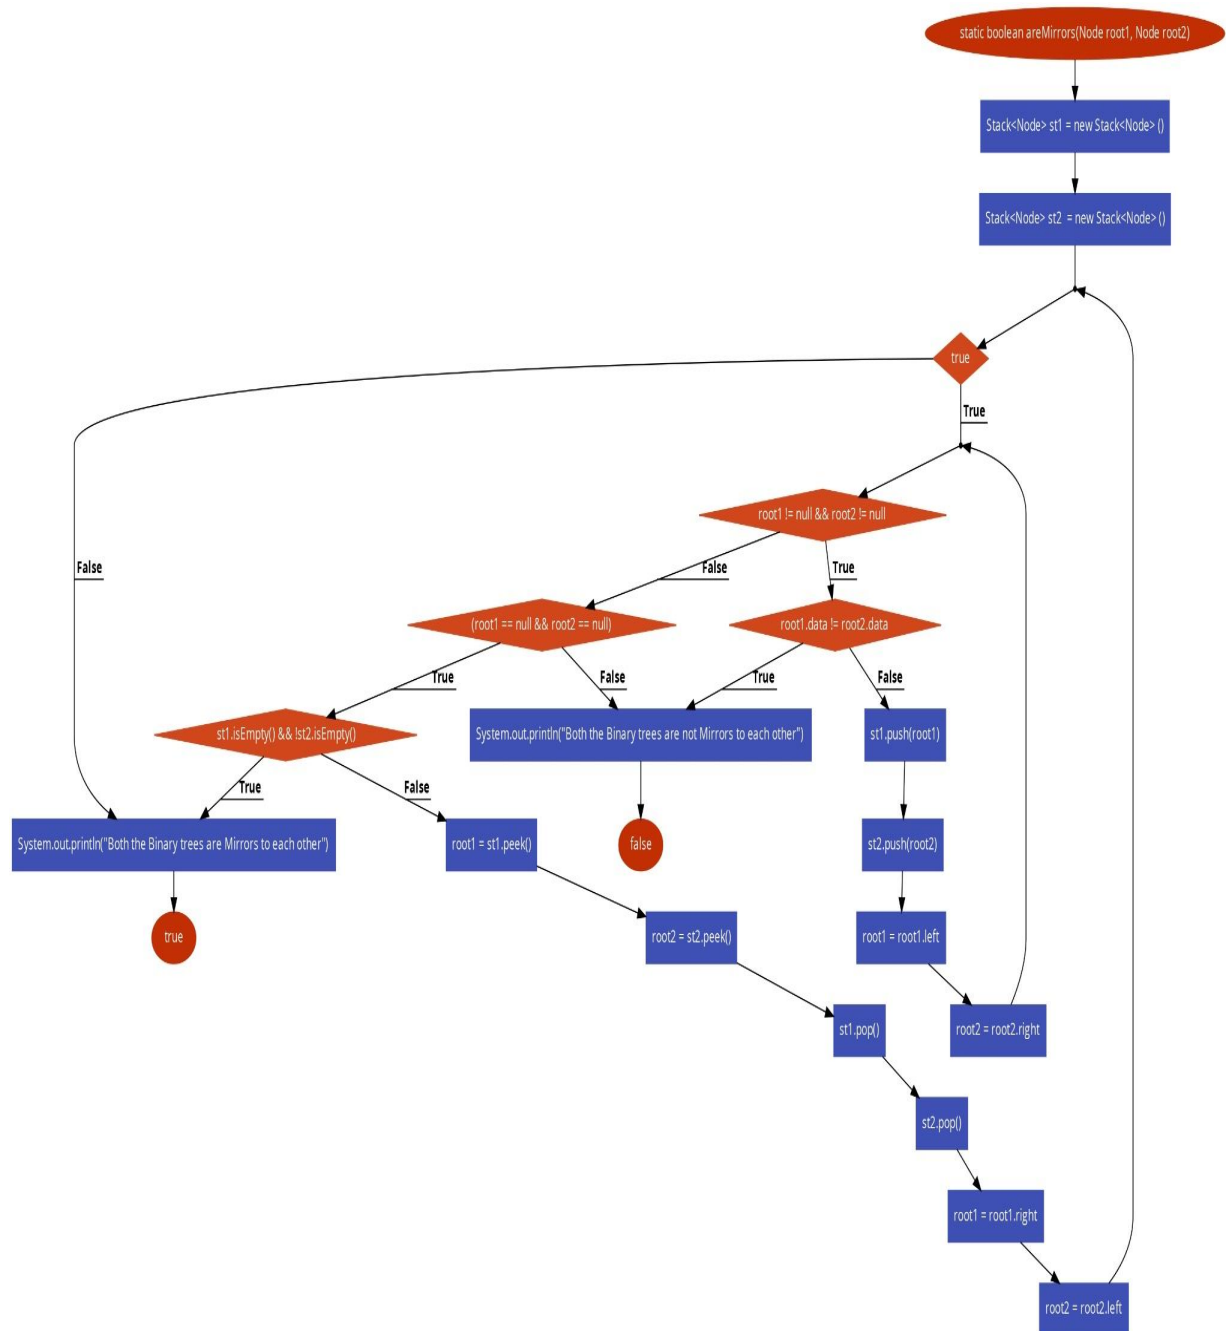 static boolean areMirrors(Node root1, Node root2)
Stack<Node> st1 = new Stack<Node> ()
Stack<Node> st2  = new Stack<Node> ()
true
True
root1 != null && root2 != null
False
False
True
(root1 == null && root2 == null)
root1.data != root2.data
True
False
True
False
st1.isEmpty() && !st2.isEmpty()
System.out.println("Both the Binary trees are not Mirrors to each other")
st1.push(root1)
True
False
System.out.println("Both the Binary trees are Mirrors to each other")
root1 = st1.peek()
false
st2.push(root2)
true
root2 = st2.peek()
root1 = root1.left
st1.pop()
root2 = root2.right
st2.pop()
root1 = root1.right
root2 = root2.left